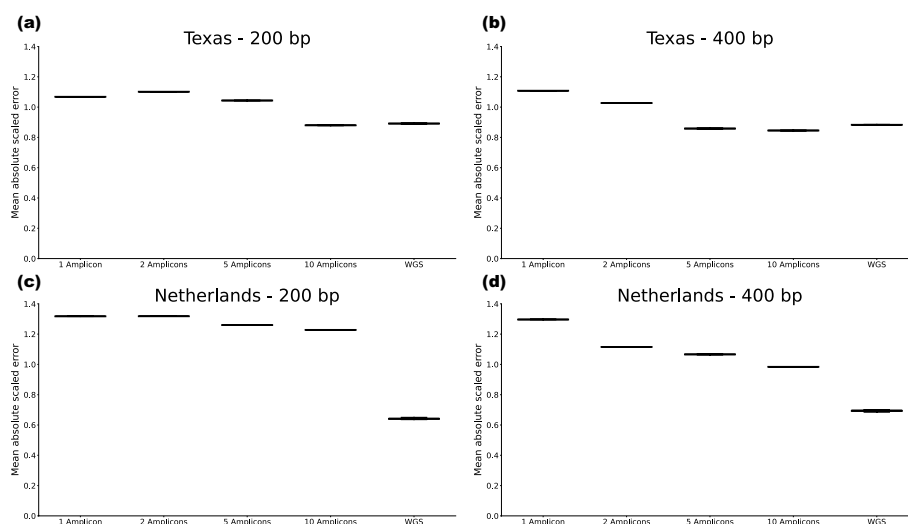 (a)
Texas - 200 bp
Mean absolute scaled error
1.4
1.2
1.0
0.8
0.6
0.4
0.2
0.0
1 Amplicon 2 Amplicons 5 Amplicons 10 Amplicons WGS
(b)
Texas - 400 bp
Mean absolute scaled error
1.4
1.2
1.0
0.8
0.6
0.4
0.2
0.0
1 Amplicon 2 Amplicons 5 Amplicons 10 Amplicons WGS
(c)
Netherlands - 200 bp
Mean absolute scaled error
1.4
1.2
1.0
0.8
0.6
0.4
0.2
0.0
1 Amplicon 2 Amplicons 5 Amplicons 10 Amplicons WGS
(d)
Netherlands - 400 bp
Mean absolute scaled error
1.4
1.2
1.0
0.8
0.6
0.4
0.2
0.0
1 Amplicon 2 Amplicons 5 Amplicons 10 Amplicons WGS